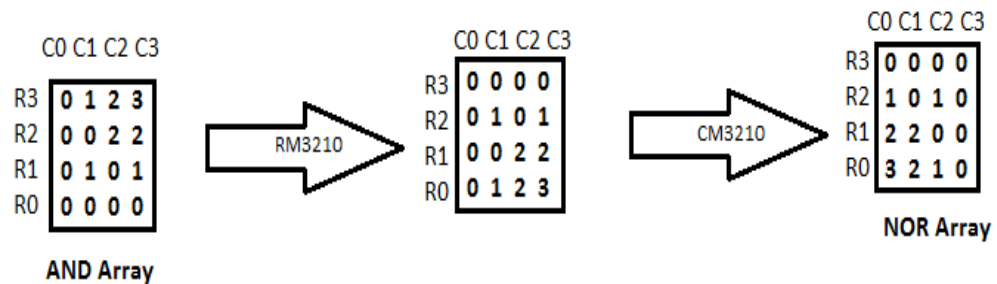 C0 C1 C2 C3
R3 0 1 2 3
R2 0 0 2 2
R1 0 1 0 1
R0 0 0 0 0
AND Array
RM3210
C0 C1 C2 C3
R3 0 0 0 0
R2 0 1 0 1
R1 0 0 2 2
R0 0 1 2 3
CM3210
C0 C1 C2 C3
R3 0 0 0 0
R2 1 0 1 0
R1 2 2 0 0
R0 3 2 1 0
NOR Array